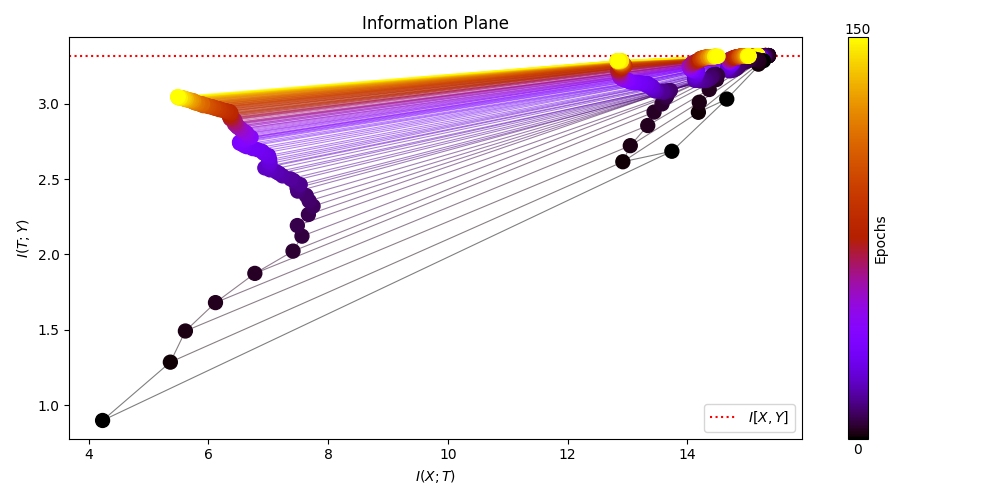 Information Plane
150
3.0
2.5
2.0
1.5
1.0
I(T; Y)
Epochs
I[X, Y]
0
4 6 8 10 12 14
I(X; T)